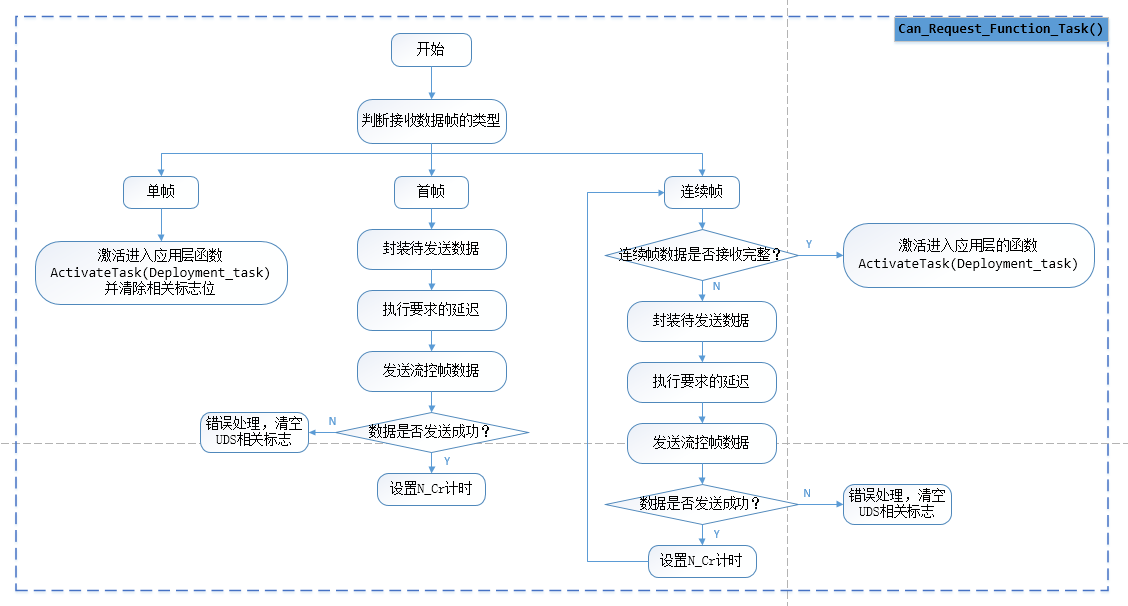 Can_Request_Function_Task()
开始
判断接收数据帧的类型
单帧
激活进入应用层函数
ActivateTask(Deployment_task)
并清除相关标志位
首帧
封装待发送数据
执行要求的延迟
发送流控帧数据
数据是否发送成功？
N
错误处理，清空
UDS相关标志
Y
设置N_Cr计时
连续帧
连续帧数据是否接收完整？
Y
激活进入应用层的函数
ActivateTask(Deployment_task)
N
封装待发送数据
执行要求的延迟
发送流控帧数据
数据是否发送成功？
N
错误处理，清空
UDS相关标志
Y
设置N_Cr计时